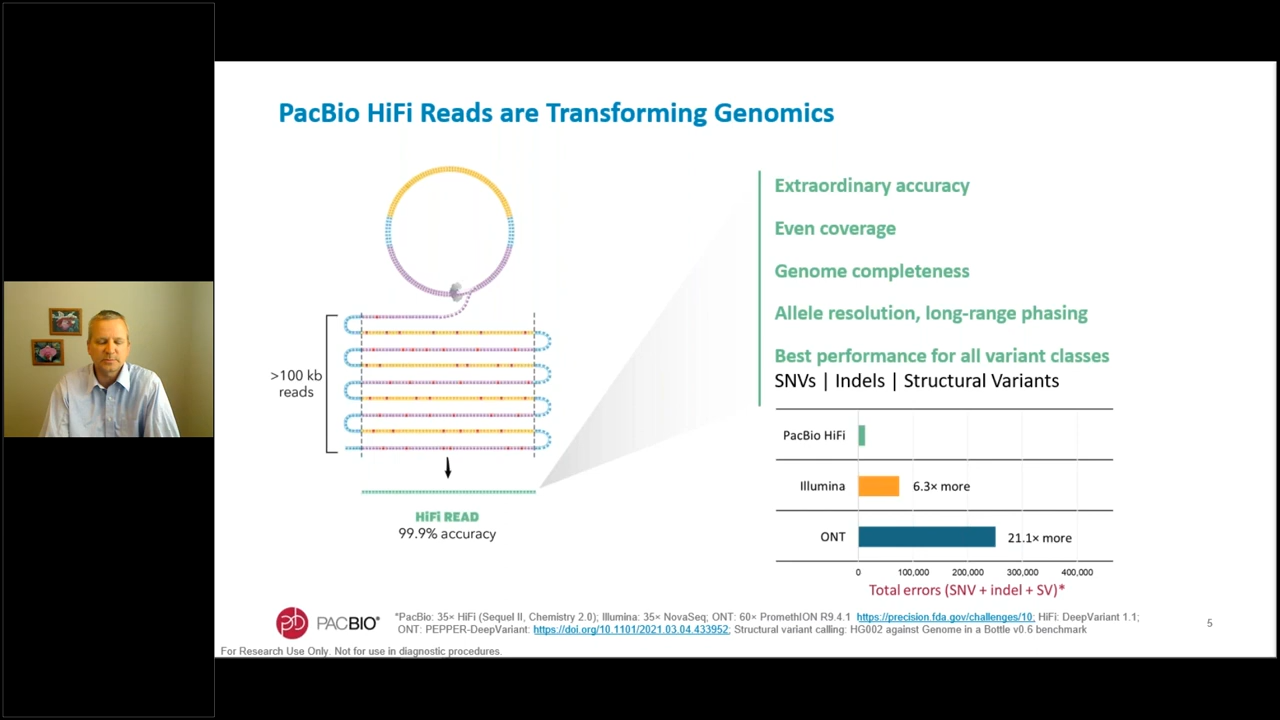 PacBio HiFi Reads are Transforming Genomics
>100 kb
reads
HiFi READ
99.9% accuracy
Extraordinary accuracy
Even coverage
Genome completeness
Allele resolution, long-range phasing
Best performance for all variant classes
SNVs | Indels | Structural Variants
PacBio HiFi
Illumina
6.3× more
ONT
21.1× more
0 100,000 200,000 300,000 400,000
Total errors (SNV + indel + SV)*
PB PACBIO®
*PacBio: 35× HiFi (Sequel II, Chemistry 2.0); Illumina: 35× NovaSeq; ONT: 60× PromethION R9.4.1 https://precision.fda.gov/challenges/10; HiFi: DeepVariant 1.1;
ONT: PEPPER-DeepVariant: https://doi.org/10.1101/2021.03.04.433952; Structural variant calling: HG002 against Genome in a Bottle v0.6 benchmark
5
For Research Use Only. Not for use in diagnostic procedures.